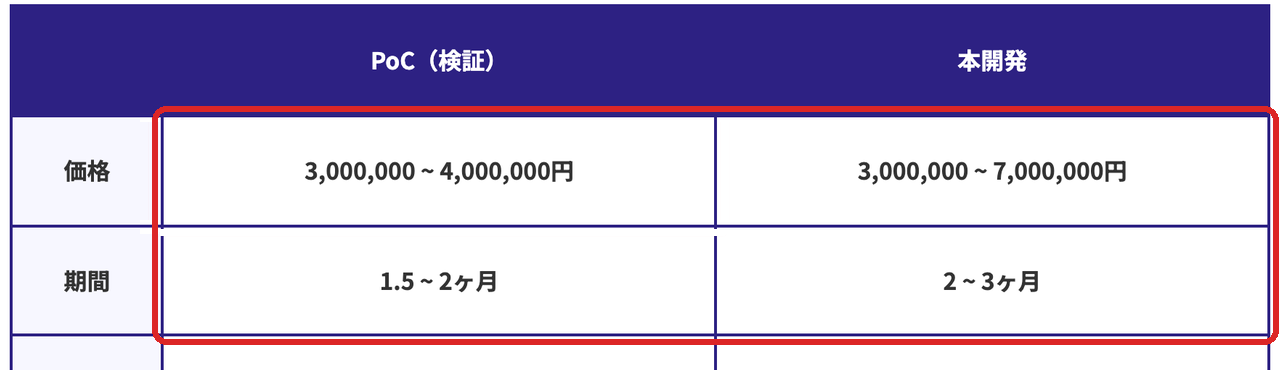 PoC（検証） 本開発
価格 3,000,000 ~ 4,000,000円 3,000,000 ~ 7,000,000円
期間 1.5 ~ 2ヶ月 2 ~ 3ヶ月